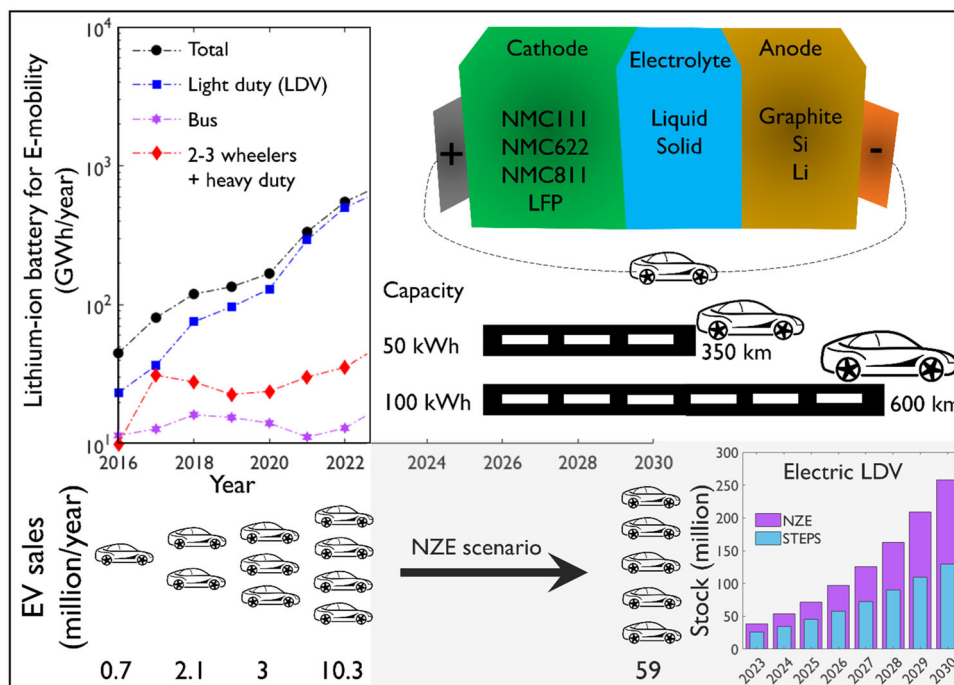 Lithium-ion battery for E-mobility
(GWh/year)
10^4
10^3
10^2
10^1
Total
Light duty (LDV)
Bus
2-3 wheelers
+ heavy duty
2016 2018 2020 2022 2024 2026 2028 2030
Year
Cathode
NMC111
NMC622
NMC811
LFP
Electrolyte
Liquid
Solid
Anode
Graphite
Si
Li
+
-
Capacity
50 kWh
350 km
100 kWh
600 km
EV sales
(million/year)
0.7 2.1 3 10.3 59
NZE scenario
Electric LDV
NZE
STEPS
Stock (million)
300
250
200
150
100
50
0
2023 2024 2025 2026 2027 2028 2029 2030